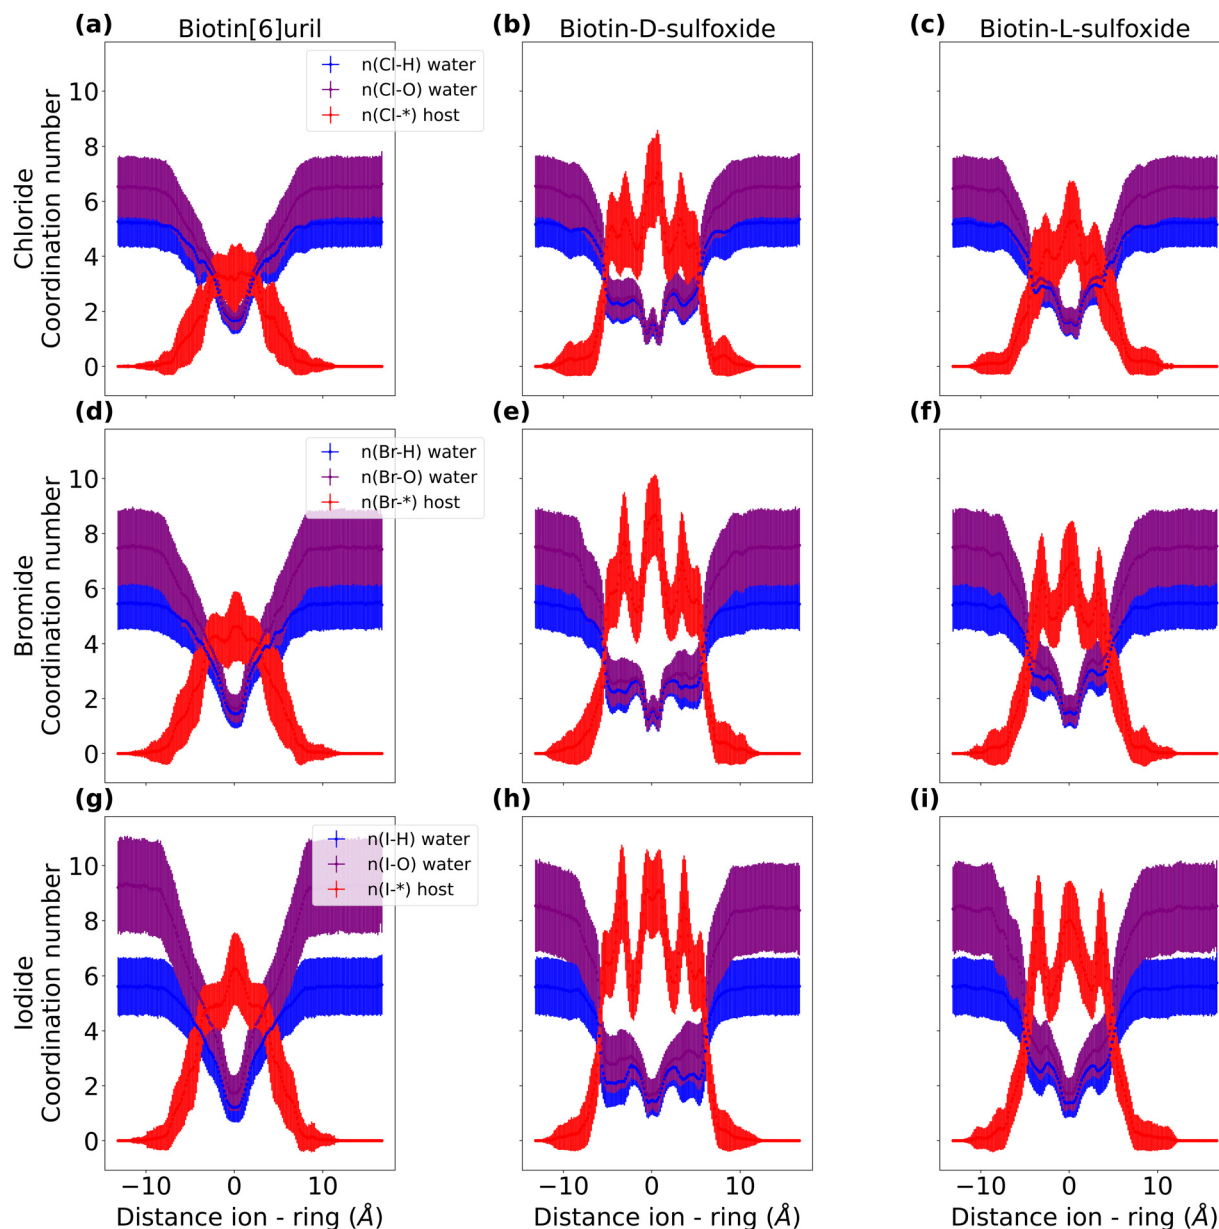 (a) Biotin[6]uril
(b) Biotin-D-sulfoxide
(c) Biotin-L-sulfoxide
n(Cl-H) water
n(Cl-O) water
n(Cl-*) host
Chloride
Coordination number
10
8
6
4
2
0
(d)
(e)
(f)
n(Br-H) water
n(Br-O) water
n(Br-*) host
Bromide
Coordination number
10
8
6
4
2
0
(g)
(h)
(i)
n(I-H) water
n(I-O) water
n(I-*) host
Iodide
Coordination number
10
8
6
4
2
0
−10 0 10
−10 0 10
−10 0 10
Distance ion - ring (Å)
Distance ion - ring (Å)
Distance ion - ring (Å)